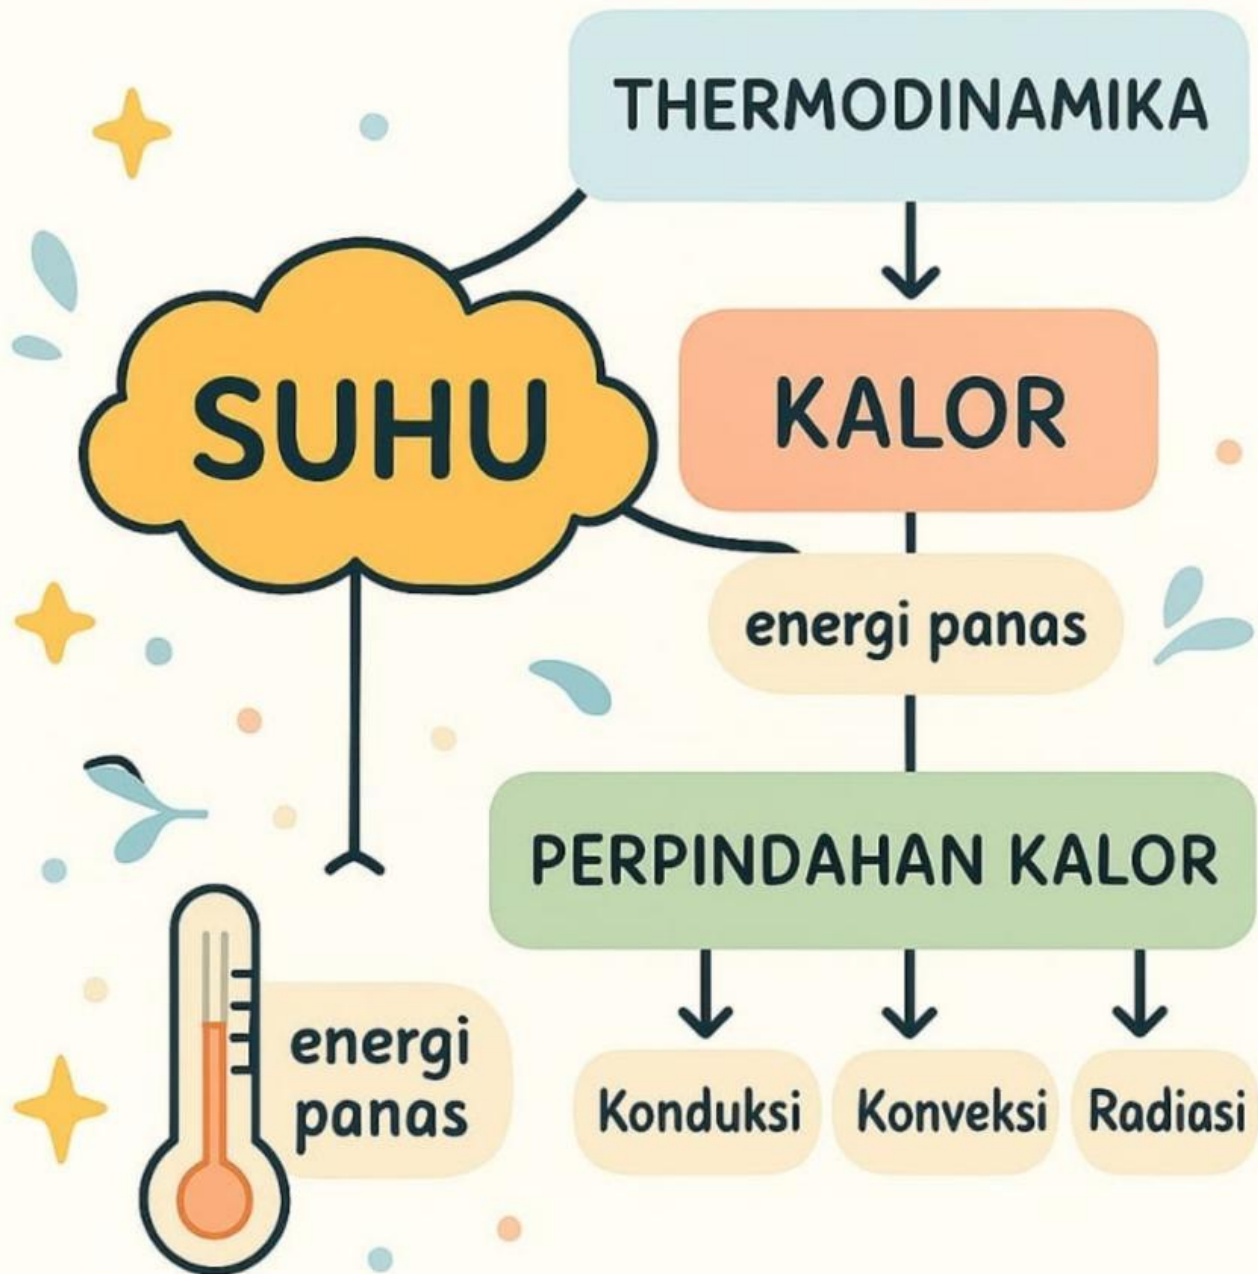 THERMODINAMIKA
SUHU
KALOR
energi panas
PERPINDAHAN KALOR
energi
panas
Konduksi
Konveksi
Radiasi